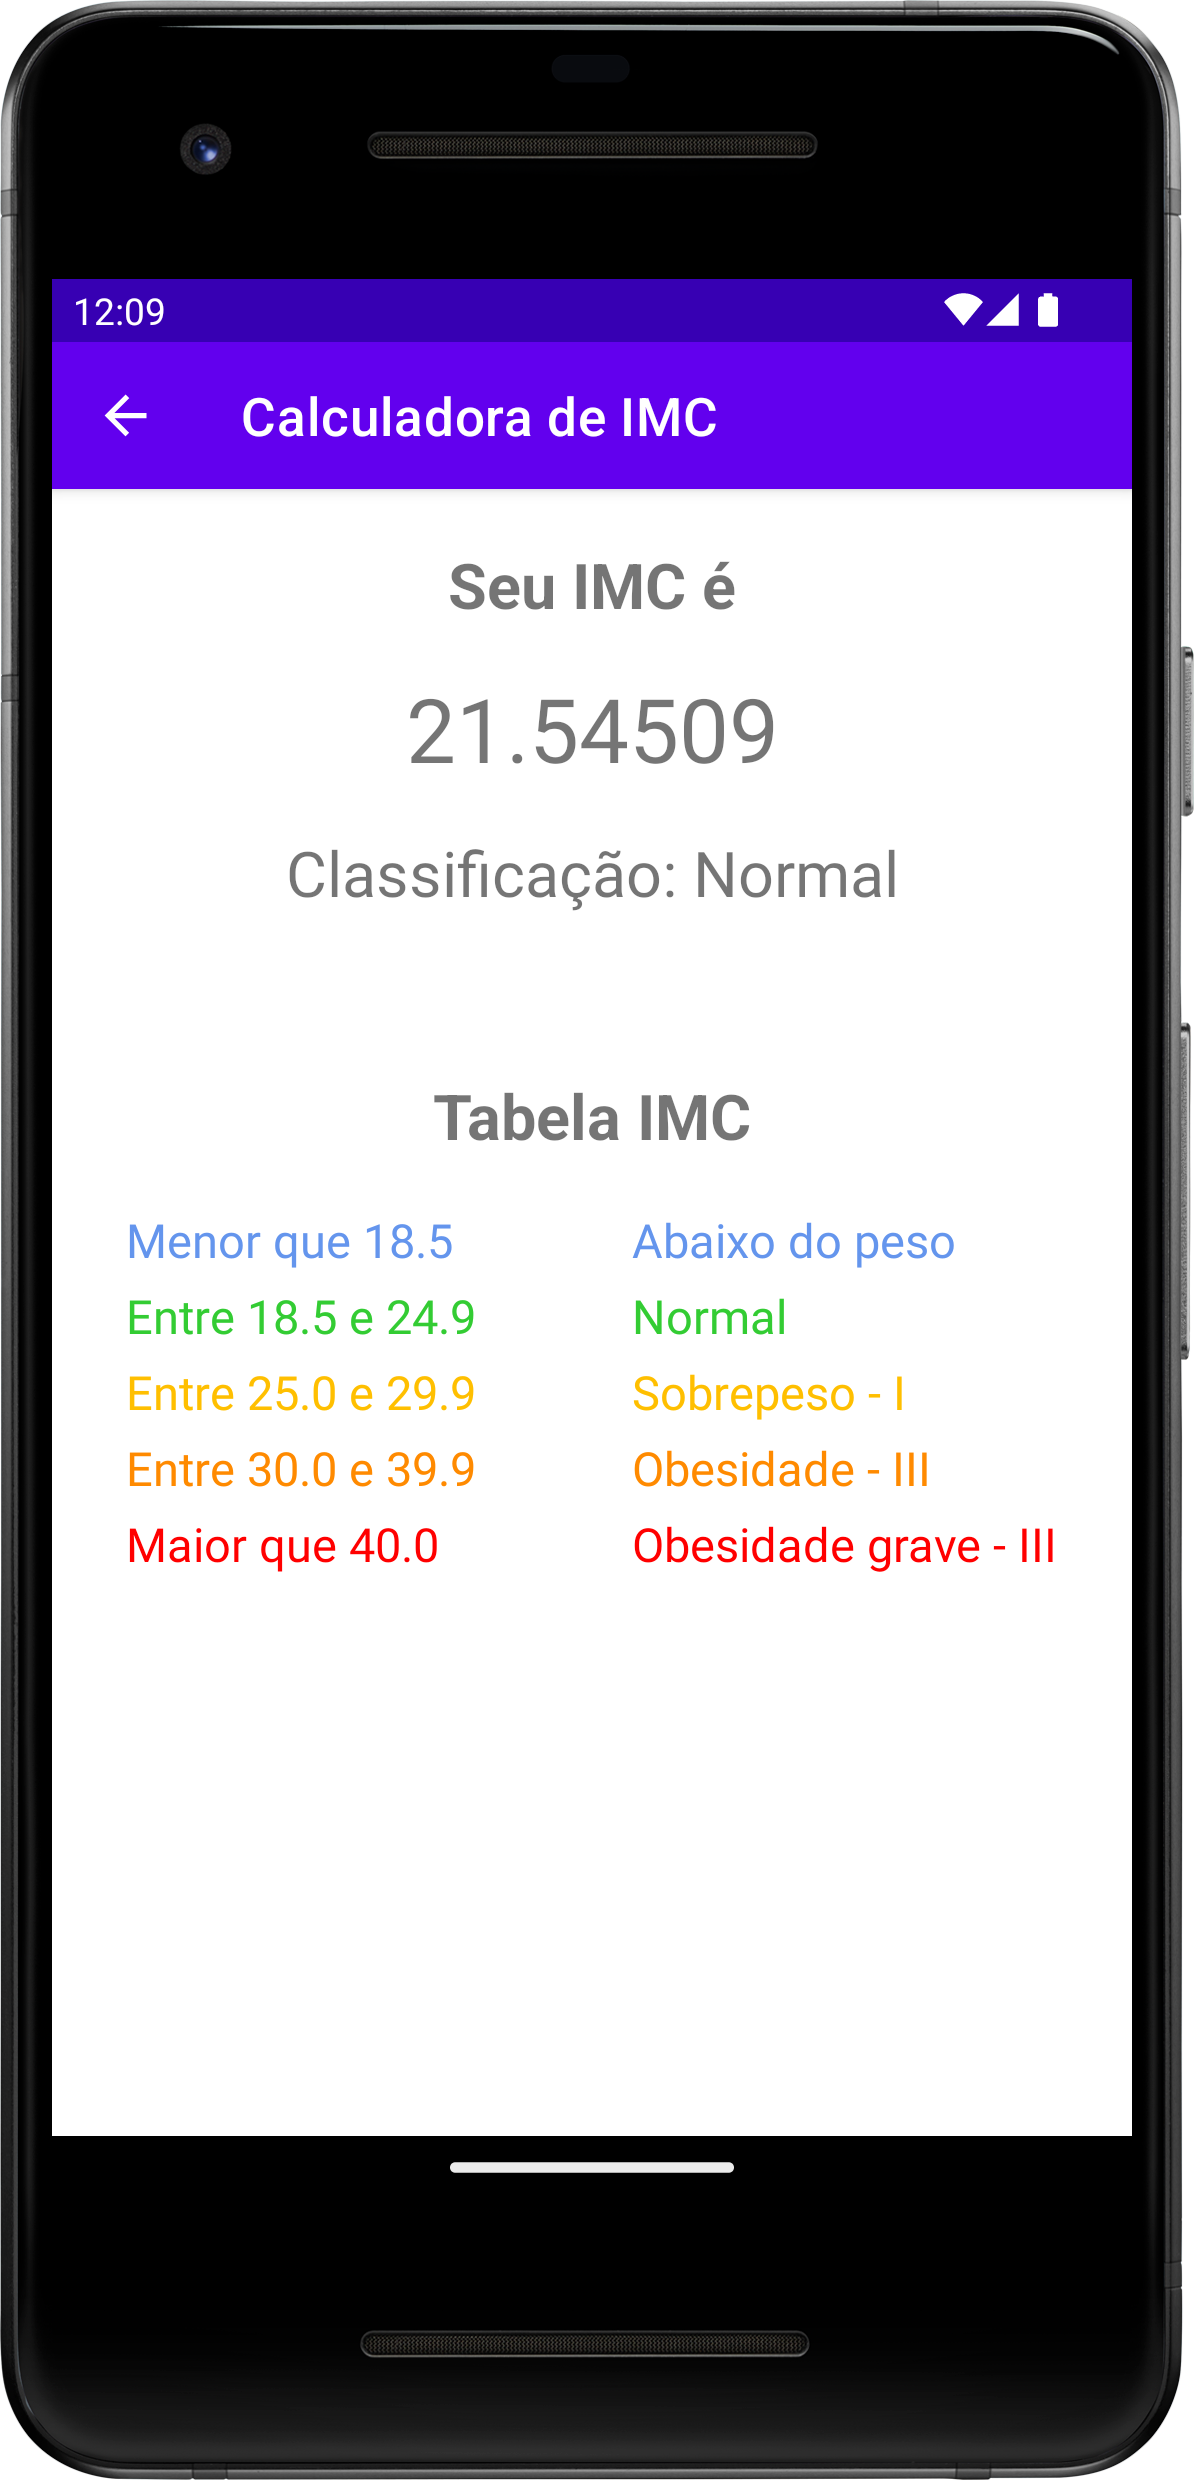 12:09
Calculadora de IMC
Seu IMC é
21.54509
Classificação: Normal
Tabela IMC
Menor que 18.5 Abaixo do peso
Entre 18.5 e 24.9 Normal
Entre 25.0 e 29.9 Sobrepeso - I
Entre 30.0 e 39.9 Obesidade - III
Maior que 40.0 Obesidade grave - III